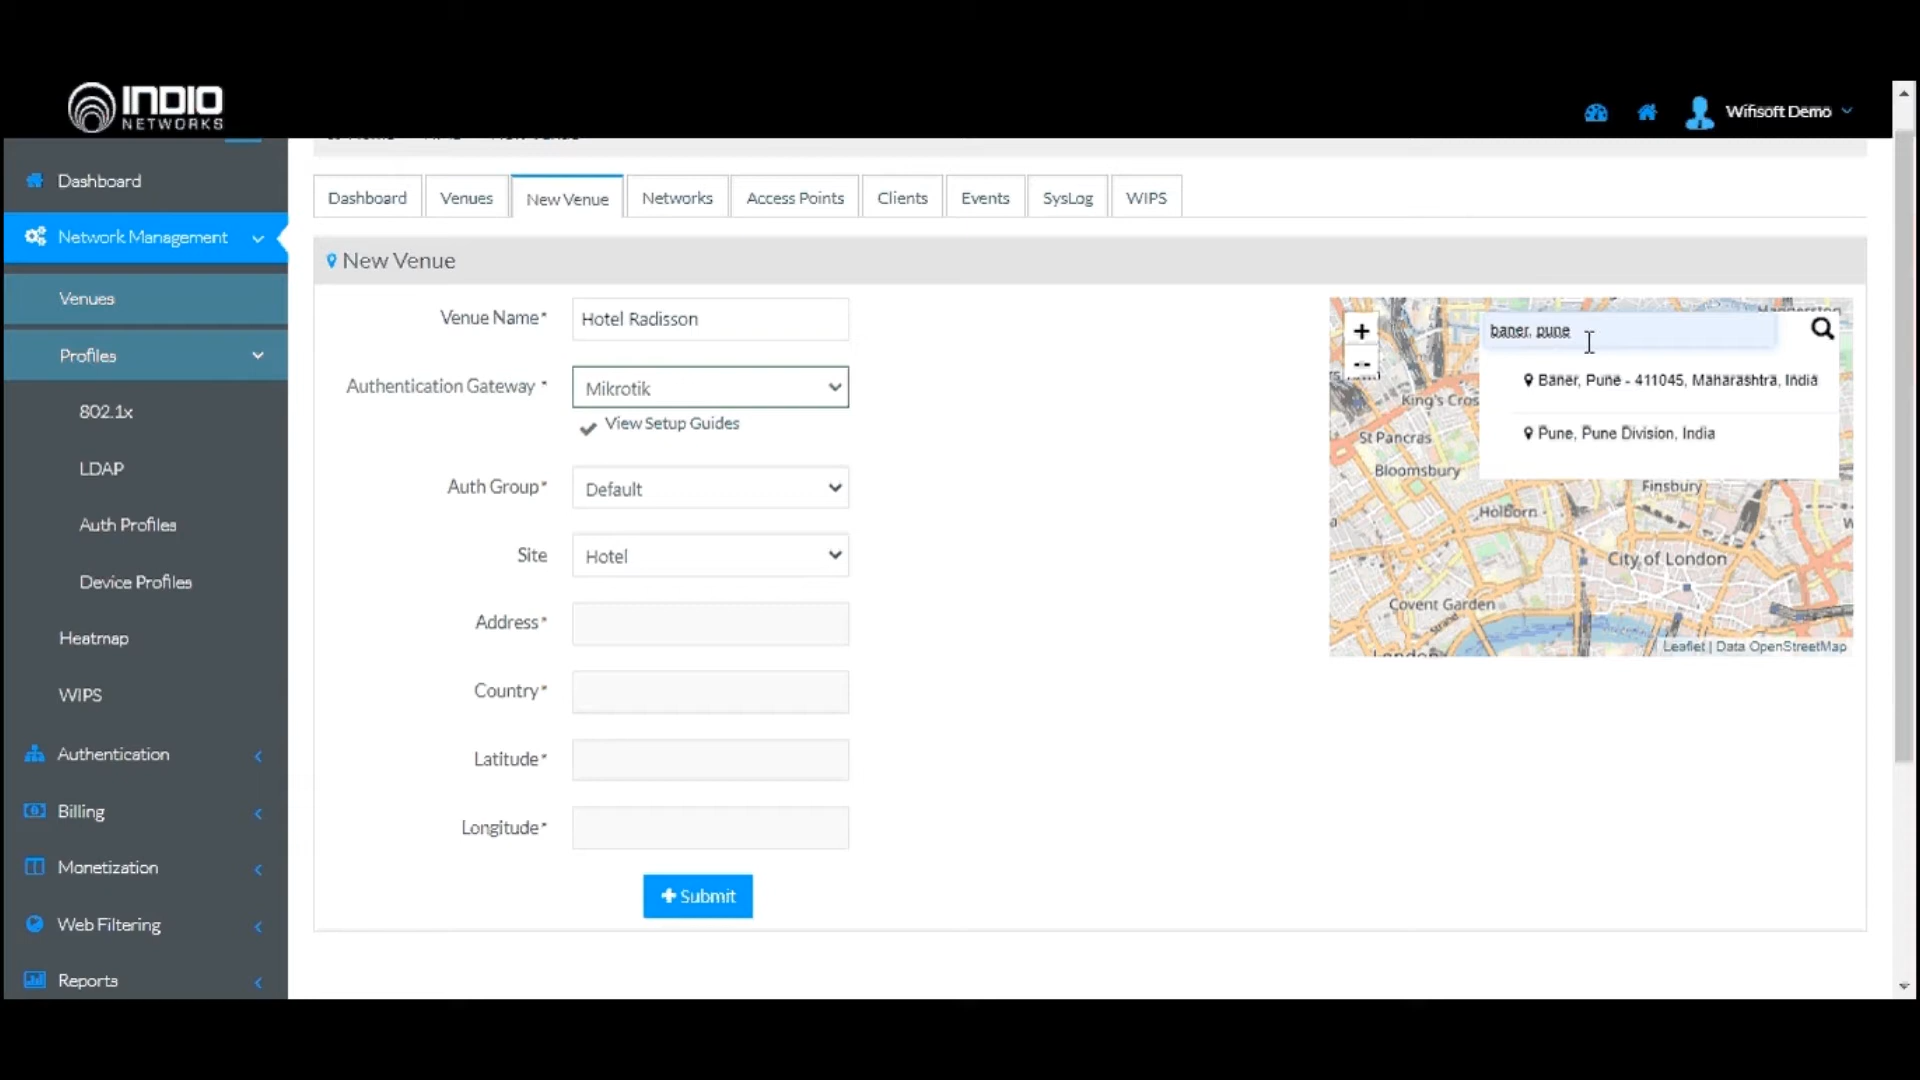 INDIO
NETWORKS
Wifisoft Demo
Dashboard
Network Management
Venues
Profiles
802.1x
LDAP
Auth Profiles
Device Profiles
Heatmap
WIPS
Authentication
Billing
Monetization
Web Filtering
Reports
Dashboard
Venues
New Venue
Networks
Access Points
Clients
Events
SysLog
WIPS
New Venue
Venue Name*
Hotel Radisson
Authentication Gateway *
Mikrotik
View Setup Guides
Auth Group*
Default
Site
Hotel
Address*
Country*
Latitude*
Longitude*
+ Submit
+
baner, pune
Baner, Pune - 411045, Maharashtra, India
Pune, Pune Division, India
King's Cros
St Pancras
Bloomsbury
Finsbury
Holborn
City of London
Covent Garden
Strand
Leaflet | Data OpenStreetMap